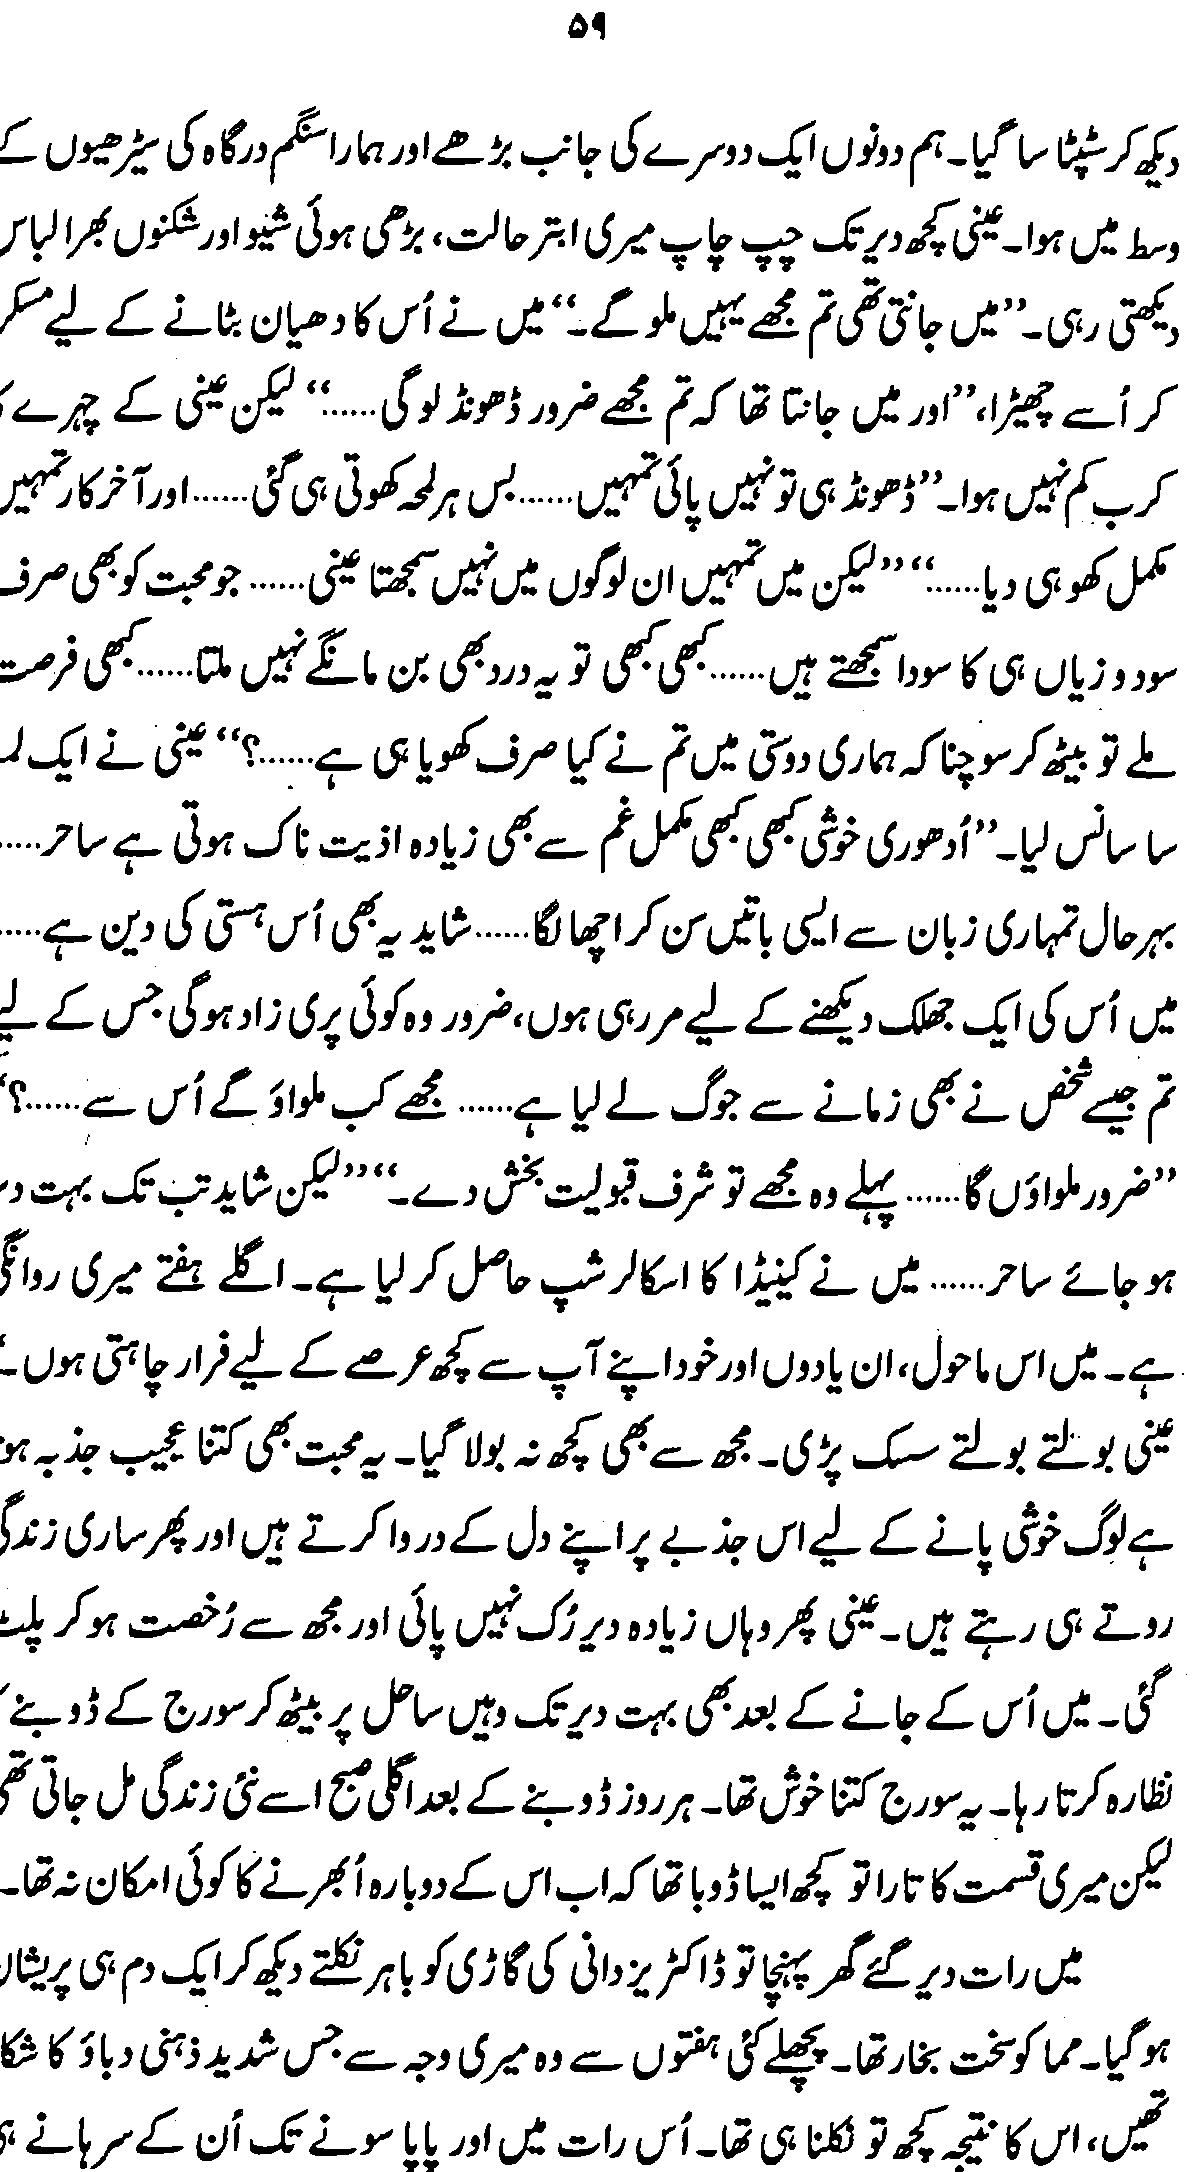 ۵۹
دیکھ کر شپٹا سا گیا۔ ہم دونوں ایک دوسرے کی جانب بڑھے اور ہمارا سنگم درگاہ کی سیڑھیوں کے
وسط میں ہوا۔ عینی کچھ دیر تک چپ چاپ میری ابتر حالت، بڑھی ہوئی شیو اور شکنوں بھرا لباس
دیکھتی رہی۔ ”میں جانتی تھی تم مجھے یہیں ملو گے۔“ میں نے اُس کا دھیان بٹانے کے لیے مسکر
کر اُسے چھیڑا، ”اور میں جانتا تھا کہ تم مجھے ضرور ڈھونڈ لو گی......“ لیکن عینی کے چہرے
کرب کم نہیں ہوا۔ ”ڈھونڈ ہی تو نہیں پائی تمہیں...... بس ہر لمحہ کھوتی ہی گئی...... اور آخر کار تمہیں
مکمل کھو ہی دیا......“ ”لیکن میں تمہیں ان لوگوں میں نہیں سمجھتا عینی...... جو محبت کو بھی صرف
سود و زیاں ہی کا سودا سمجھتے ہیں...... کبھی کبھی تو یہ درد بھی بن مانگے نہیں ملتا...... کبھی فرصت
ملے تو بیٹھ کر سوچنا کہ ہماری دوستی میں تم نے کیا صرف کھویا ہی ہے......؟“ عینی نے ایک لم
سا سانس لیا۔ ”اُدھوری خوشی کبھی کبھی مکمل غم سے بھی زیادہ اذیت ناک ہوتی ہے ساحر.....
بہرحال تمہاری زبان سے ایسی باتیں سن کر اچھا لگا...... شاید یہ بھی اُس ہستی کی دین ہے.....
میں اُس کی ایک جھلک دیکھنے کے لیے مر رہی ہوں، ضرور وہ کوئی پری زاد ہو گی جس کے لیے
تم جیسے شخص نے بھی زمانے سے جوگ لے لیا ہے...... مجھے کب ملواؤ گے اُس سے......؟“
”ضرور ملواؤں گا...... پہلے وہ مجھے تو شرف قبولیت بخش دے۔“ ”لیکن شاید تب تک بہت د
ہو جائے ساحر...... میں نے کینیڈا کا اسکالر شپ حاصل کر لیا ہے۔ اگلے ہفتے میری روانگی
ہے۔ میں اس ماحول، ان یادوں اور خود اپنے آپ سے کچھ عرصے کے لیے فرار چاہتی ہوں۔“
عینی بولتے بولتے سسک پڑی۔ مجھ سے بھی کچھ نہ بولا گیا۔ یہ محبت بھی کتنا عجیب جذبہ ہو
ہے لوگ خوشی پانے کے لیے اس جذبے پر اپنے دل کے در وا کرتے ہیں اور پھر ساری زندگی
روتے ہی رہتے ہیں۔ عینی پھر وہاں زیادہ دیر رُک نہیں پائی اور مجھ سے رُخصت ہو کر پلٹ
گئی۔ میں اُس کے جانے کے بعد بھی بہت دیر تک وہیں ساحل پر بیٹھ کر سورج کے ڈوبنے
نظارہ کرتا رہا۔ یہ سورج کتنا خوش تھا۔ ہر روز ڈوبنے کے بعد اگلی صبح اسے نئی زندگی مل جاتی تھی
لیکن میری قسمت کا تارا تو کچھ ایسا ڈوبا تھا کہ اب اس کے دوبارہ اُبھرنے کا کوئی امکان نہ تھا۔
میں رات دیر گئے گھر پہنچا تو ڈاکٹر یزدانی کی گاڑی کو باہر نکلتے دیکھ کر ایک دم ہی پریشان
ہو گیا۔ مما کو سخت بخار تھا۔ پچھلے کئی ہفتوں سے وہ میری وجہ سے جس شدید ذہنی دباؤ کا شکا
تھیں، اس کا نتیجہ کچھ تو نکلنا ہی تھا۔ اُس رات میں اور پاپا سونے تک اُن کے سرہانے ہی